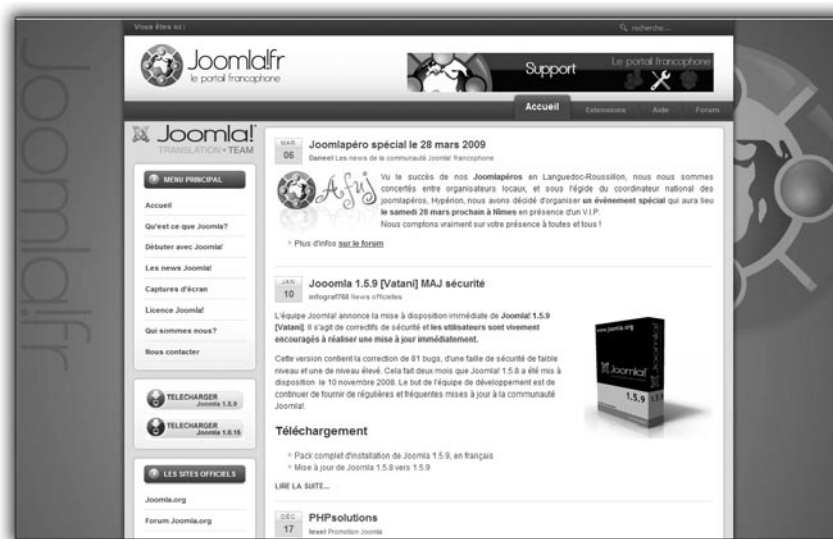 Vous êtes ici :
recherche...
Joomla!fr
le portail francophone
Support
Le portail francophone
Accueil
Extensions
Aide
Forum
Joomla!fr
Joomla!
TRANSLATION TEAM
MENU PRINCIPAL
Accueil
Qu'est ce que Joomla?
Débuter avec Joomla!
Les news Joomla!
Captures d'écran
Licence Joomla!
Qui sommes nous?
Nous contacter
TELECHARGER
Joomla 1.5.9
TELECHARGER
Joomla 1.0.15
LES SITES OFFICIELS
Joomla.org
Forum Joomla.org
MAR
06
Joomlapéro spécial le 28 mars 2009
Daneel Les news de la communauté Joomla! francophone
Afuj
Vu le succès de nos Joomlapéros en Languedoc-Roussillon, nous nous sommes
concertés entre organisateurs locaux, et sous l'égide du coordinateur national des
joomlapéros, Hypérion, nous avons décidé d'organiser un évènement spécial qui aura lieu
le samedi 28 mars prochain à Nîmes en présence d'un V.I.P.
Nous comptons vraiment sur votre présence à toutes et tous !
Plus d'infos sur le forum
JAN
10
Jooomla 1.5.9 [Vatani] MAJ sécurité
infograf768 News officielles
L'équipe Joomla! annonce la mise à disposition immédiate de Joomla! 1.5.9
[Vatani]. Il s'agit de correctifs de sécurité et les utilisateurs sont vivement
encouragés à réaliser une mise à jour immédiatement.
Cette version contient la correction de 81 bugs, d'une faille de sécurité de faible
niveau et une de niveau élevé. Cela fait deux mois que Joomla! 1.5.8 a été mis à
disposition le 10 novembre 2008. Le but de l'équipe de développement est de
continuer de fournir de régulières et fréquentes mises à jour à la communauté
Joomla!.
www.joomla.org
Joomla!
1.5.9
1.5.9
Téléchargement
Pack complet d'installation de Joomla 1.5.9, en français
Mise à jour de Joomla 1.5.8 vers 1.5.9
LIRE LA SUITE...
DÉC
17
PHPsolutions
lexel Promotion Joomla